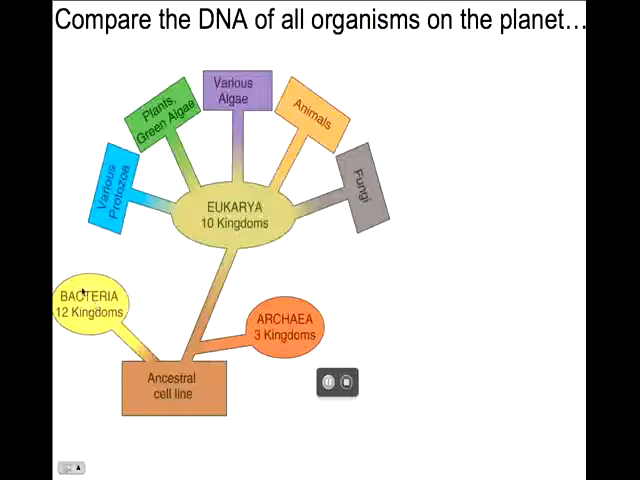 Compare the DNA of all organisms on the planet…
Various
Algae
Plants,
Green Algae
Animals
Various
Protozoa
Fungi
EUKARYA
10 Kingdoms
BACTERIA
12 Kingdoms
ARCHAEA
3 Kingdoms
Ancestral
cell line